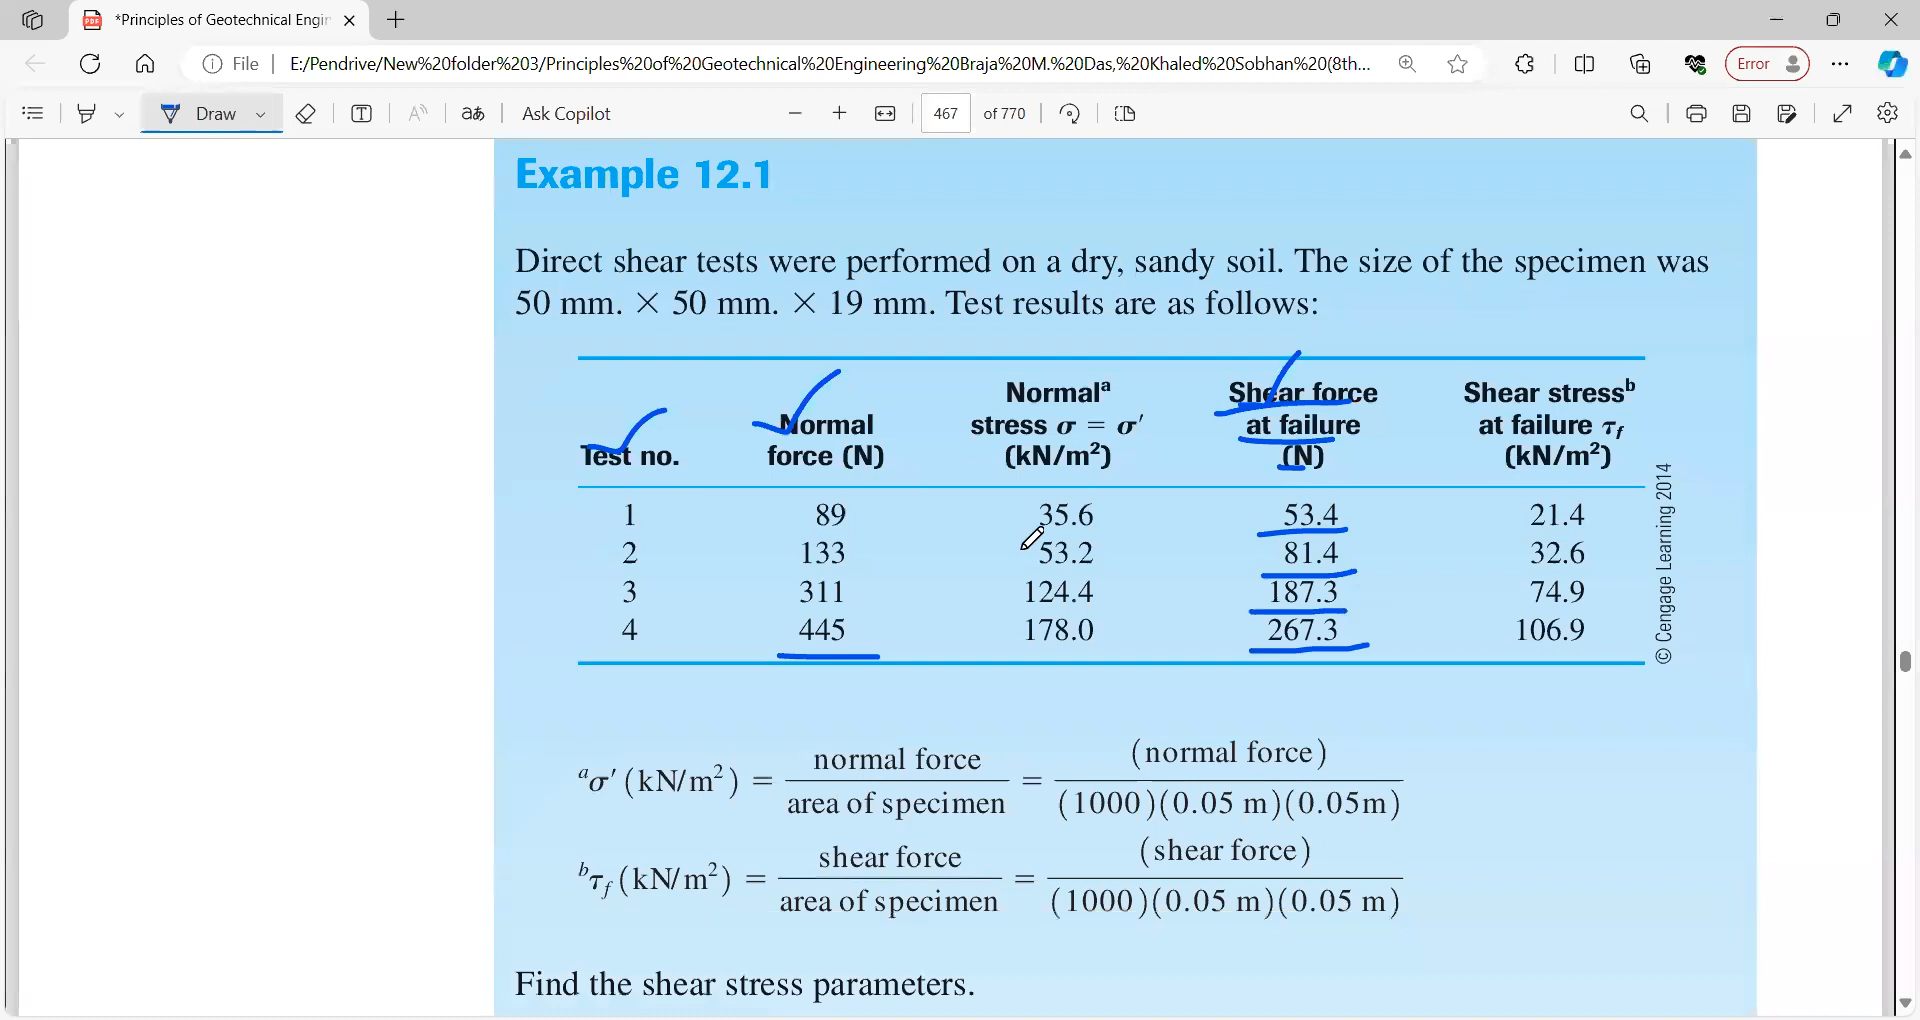 *Principles of Geotechnical Engir
File
E:/Pendrive/New%20folder%203/Principles%20of%20Geotechnical%20Engineering%20Braja%20M.%20Das,%20Khaled%20Sobhan%20(8th...
Error
Draw
T
A
aあ
Ask Copilot
467 of 770
Example 12.1
Direct shear tests were performed on a dry, sandy soil. The size of the specimen was
50 mm. × 50 mm. × 19 mm. Test results are as follows:
Test no. Normal force (N) Normalᵃ stress σ = σ′ (kN/m²) Shear force at failure (N) Shear stressᵇ at failure τf (kN/m²)
1 89 35.6 53.4 21.4
2 133 53.2 81.4 32.6
3 311 124.4 187.3 74.9
4 445 178.0 267.3 106.9
© Cengage Learning 2014
ᵃσ′ (kN/m²) = normal force / area of specimen = (normal force) / (1000)(0.05 m)(0.05m)
ᵇτf (kN/m²) = shear force / area of specimen = (shear force) / (1000)(0.05 m)(0.05 m)
Find the shear stress parameters.